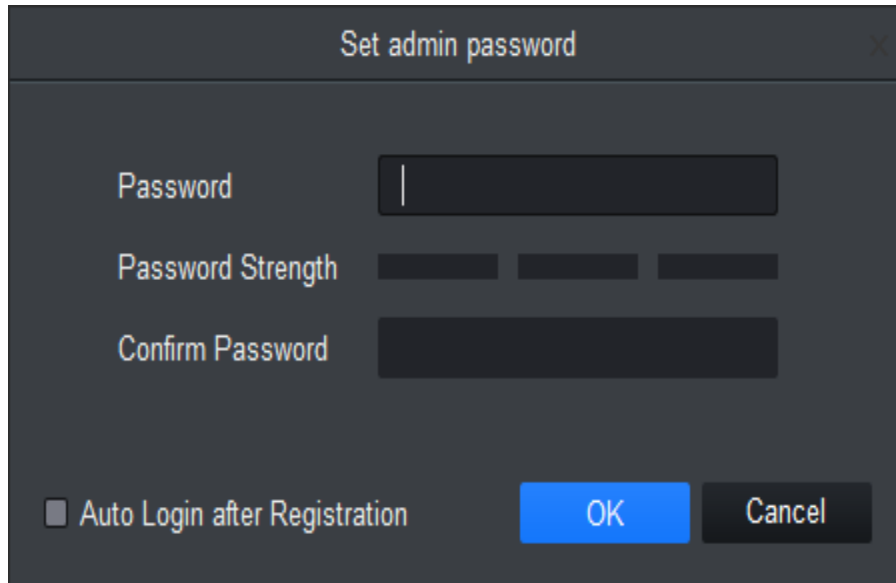 Set admin password
Password
Password Strength
Confirm Password
Auto Login after Registration
OK
Cancel